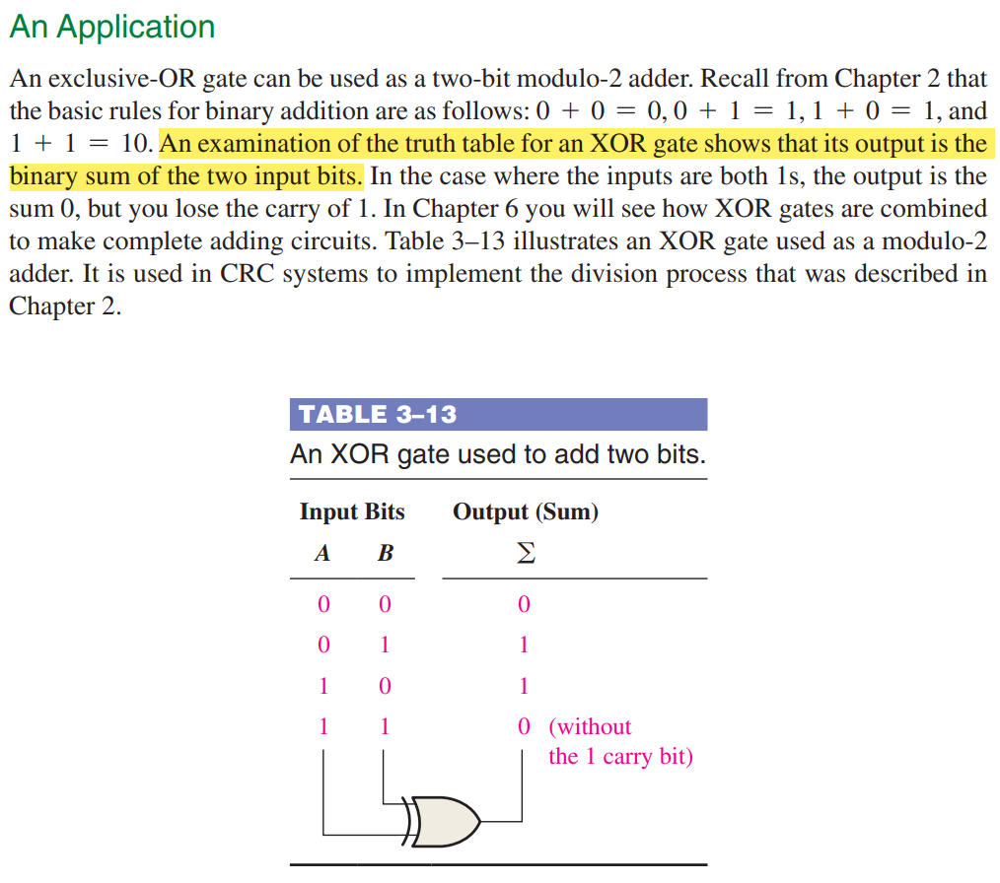 An Application
An exclusive-OR gate can be used as a two-bit modulo-2 adder. Recall from Chapter 2 that
the basic rules for binary addition are as follows: 0 + 0 = 0, 0 + 1 = 1, 1 + 0 = 1, and
1 + 1 = 10. An examination of the truth table for an XOR gate shows that its output is the
binary sum of the two input bits. In the case where the inputs are both 1s, the output is the
sum 0, but you lose the carry of 1. In Chapter 6 you will see how XOR gates are combined
to make complete adding circuits. Table 3–13 illustrates an XOR gate used as a modulo-2
adder. It is used in CRC systems to implement the division process that was described in
Chapter 2.
TABLE 3–13
An XOR gate used to add two bits.
Input Bits Output (Sum)
A B Σ
0 0 0
0 1 1
1 0 1
1 1 0 (without
the 1 carry bit)